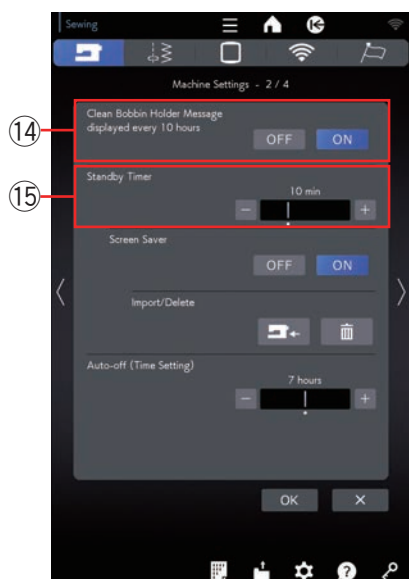 Sewing
Machine Settings - 2 / 4
⑭
Clean Bobbin Holder Message
displayed every 10 hours
OFF ON
⑮
Standby Timer
10 min
− +
Screen Saver
OFF ON
Import/Delete
Auto-off (Time Setting)
7 hours
− +
OK ×
?